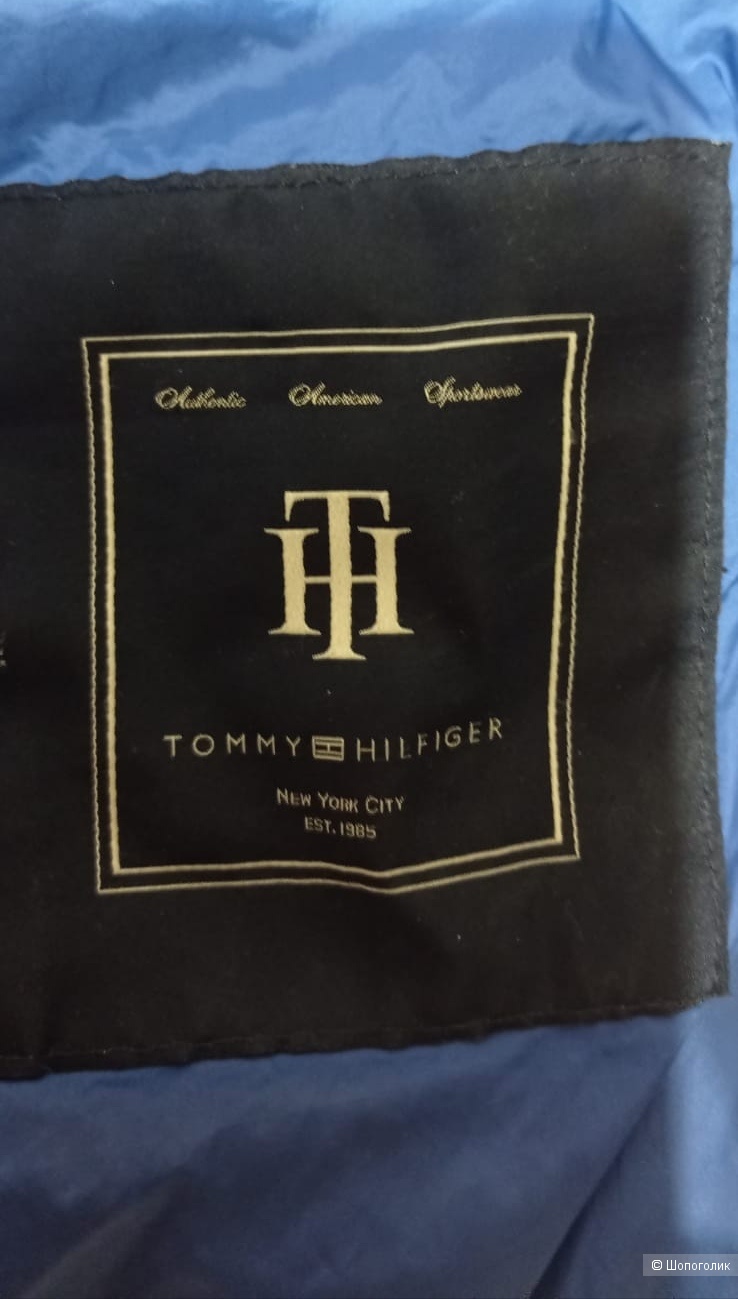 Authentic American Sportswear
TH
TOMMY HILFIGER
NEW YORK CITY
EST. 1985
© Шопоголик